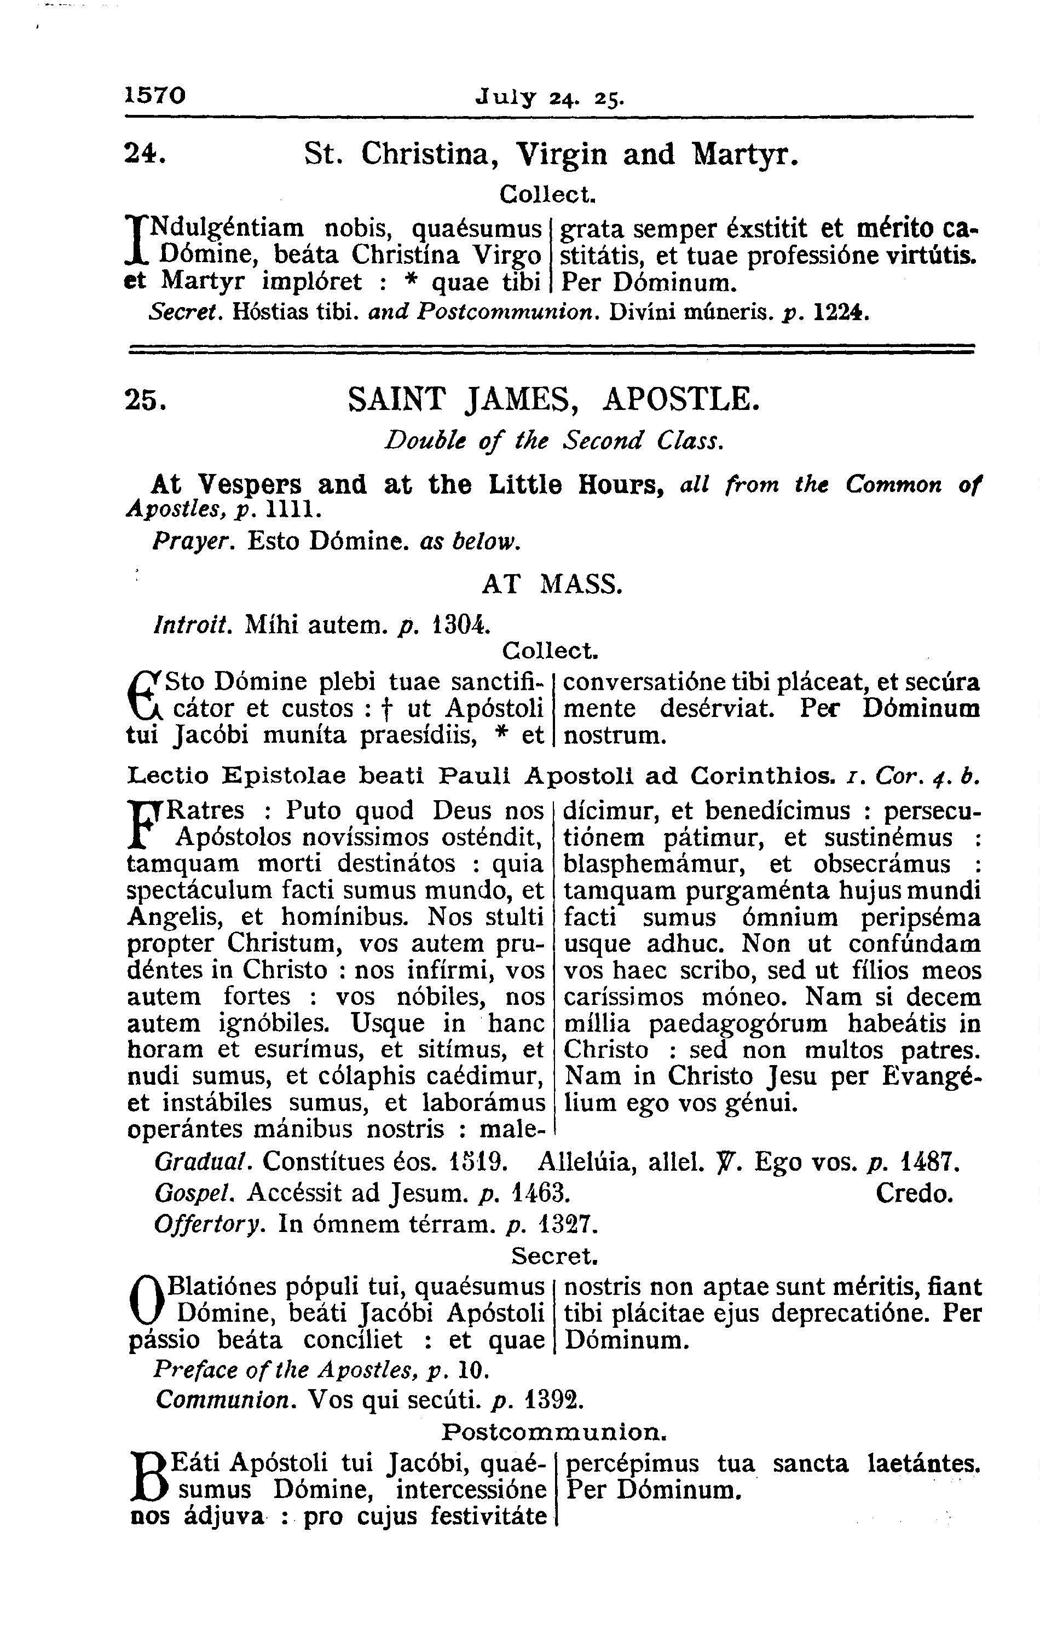 1570 July 24. 25.
24. St. Christina, Virgin and Martyr.
Collect.
INdulgéntiam nobis, quaésumus
Dómine, beáta Christína Virgo
et Martyr implóret : * quae tibi
grata semper éxstitit et mérito ca-
stitátis, et tuae professióne virtútis.
Per Dóminum.
Secret. Hóstias tibi. and Postcommunion. Divíni múneris. p. 1224.
25. SAINT JAMES, APOSTLE.
Double of the Second Class.
At Vespers and at the Little Hours, all from the Common of
Apostles, p. 1111.
Prayer. Esto Dómine. as below.
AT MASS.
Introit. Míhi autem. p. 1304.
Collect.
ESto Dómine plebi tuae sanctifi-
cátor et custos : † ut Apóstoli
tui Jacóbi muníta praesídiis, * et
conversatióne tibi pláceat, et secúra
mente desérviat. Per Dóminum
nostrum.
Lectio Epistolae beati Pauli Apostoli ad Corinthios. 1. Cor. 4. b.
FRatres : Puto quod Deus nos
Apóstolos novíssimos osténdit,
tamquam morti destinátos : quia
spectáculum facti sumus mundo, et
Angelis, et homínibus. Nos stulti
propter Christum, vos autem pru-
déntes in Christo : nos infírmi, vos
autem fortes : vos nóbiles, nos
autem ignóbiles. Usque in hanc
horam et esurímus, et sitímus, et
nudi sumus, et cólaphis caédimur,
et instábiles sumus, et laborámus
operántes mánibus nostris : male-
dícimur, et benedícimus : persecu-
tiónem pátimur, et sustinémus :
blasphemámur, et obsecrámus :
tamquam purgaménta hujus mundi
facti sumus ómnium peripséma
usque adhuc. Non ut confúndam
vos haec scribo, sed ut fílios meos
caríssimos móneo. Nam si decem
míllia paedagogórum habeátis in
Christo : sed non multos patres.
Nam in Christo Jesu per Evangé-
lium ego vos génui.
Gradual. Constítues éos. 1519. Allelúia, allel. ℣. Ego vos. p. 1487.
Gospel. Accéssit ad Jesum. p. 1463. Credo.
Offertory. In ómnem térram. p. 1327.
Secret.
OBlatiónes pópuli tui, quaésumus
Dómine, beáti Jacóbi Apóstoli
pássio beáta concíliet : et quae
nostris non aptae sunt méritis, fiant
tibi plácitae ejus deprecatióne. Per
Dóminum.
Preface of the Apostles, p. 10.
Communion. Vos qui secúti. p. 1392.
Postcommunion.
BEáti Apóstoli tui Jacóbi, quaé-
sumus Dómine, intercessióne
nos ádjuva : pro cujus festivitáte
percépimus tua sancta laetántes.
Per Dóminum.